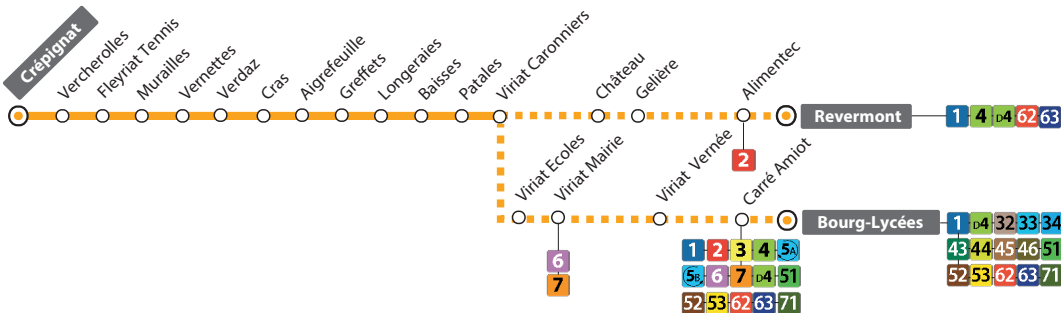 Crépignat
Vercherolles
Fleyriat Tennis
Murailles
Vernettes
Verdaz
Cras
Aigrefeuille
Greffets
Longeraies
Baisses
Patales
Viriat Caronniers
Château
Gelière
Alimentec
2
Revermont
1 4 D4 62 63
Viriat Ecoles
Viriat Mairie
6
7
Viriat Vernée
Carré Amiot
1 2 3 4 5A
5B 6 7 D4 51
52 53 62 63 71
Bourg-Lycées
1 D4 32 33 34
43 44 45 46 51
52 53 62 63 71